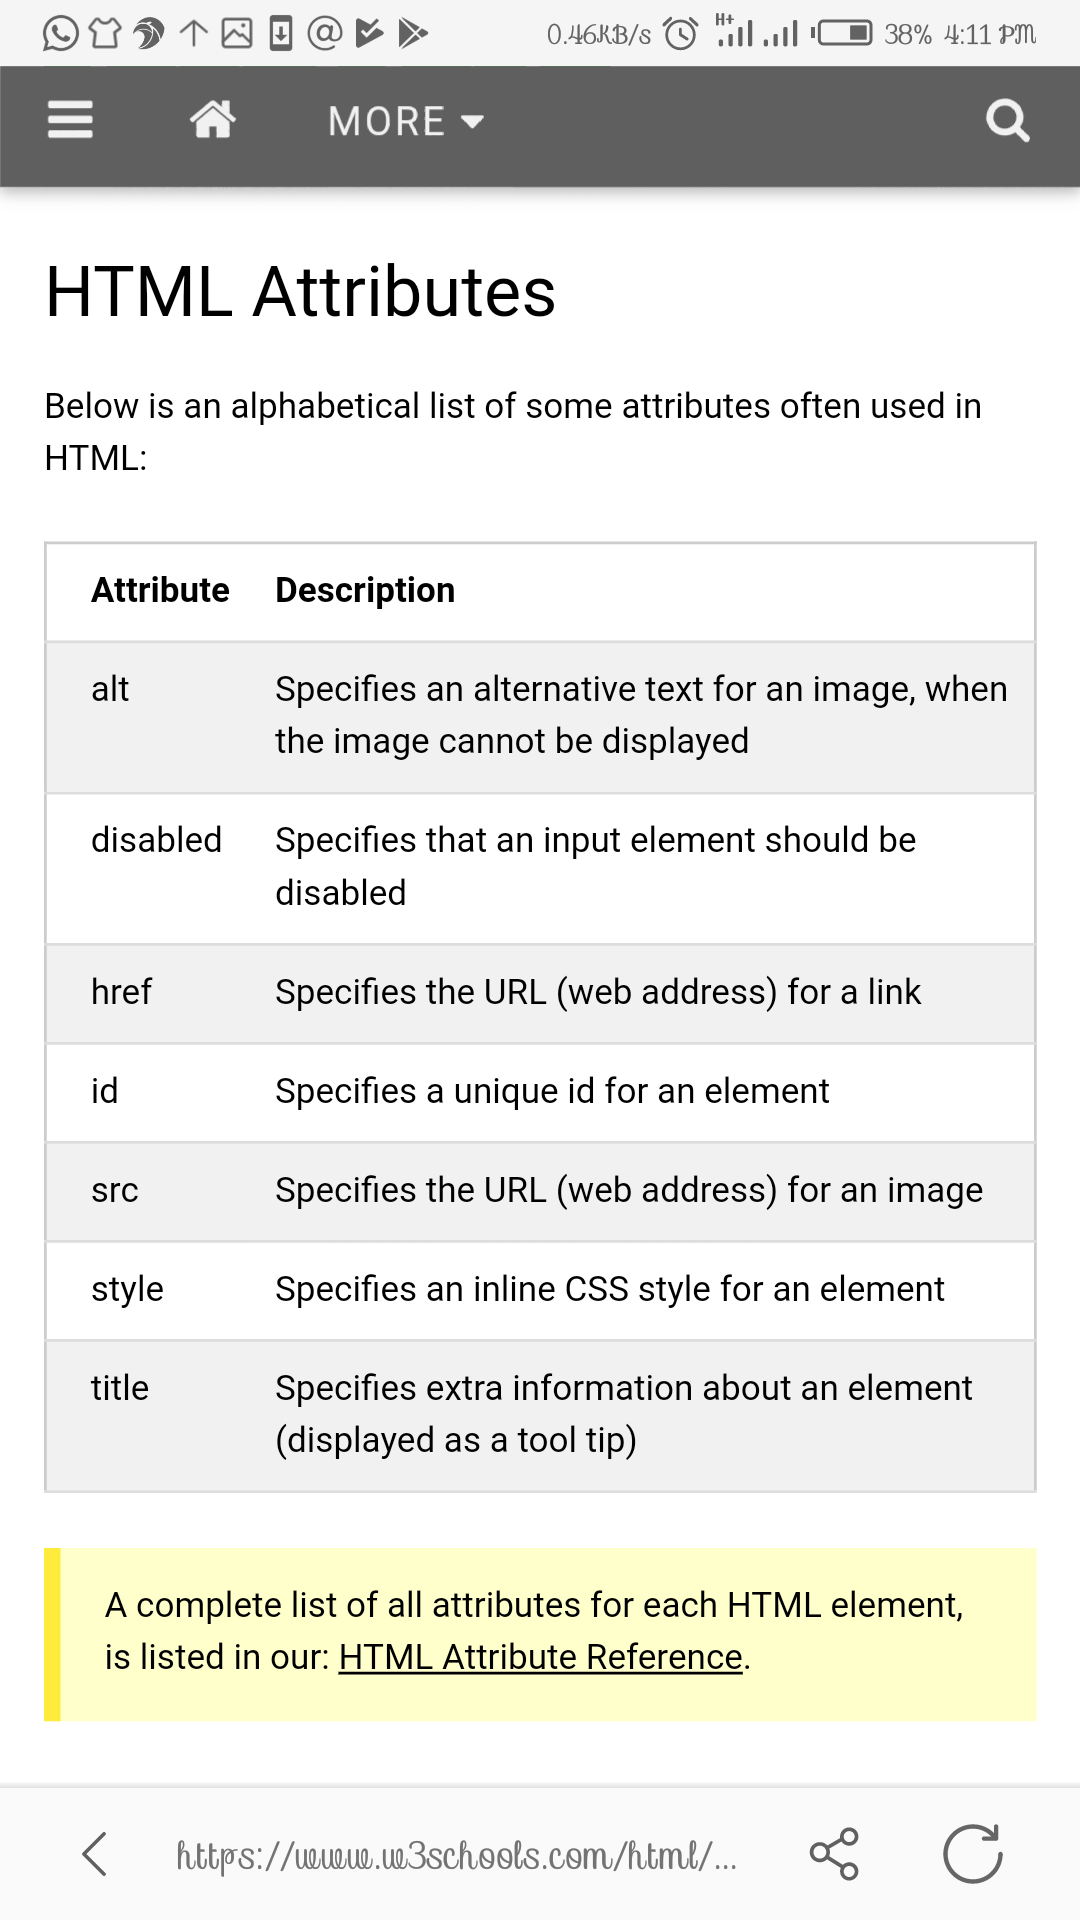 0.46KB/s H+ 38% 4:11 PM
MORE
HTML Attributes
Below is an alphabetical list of some attributes often used in
HTML:
Attribute Description
alt Specifies an alternative text for an image, when
the image cannot be displayed
disabled Specifies that an input element should be
disabled
href Specifies the URL (web address) for a link
id Specifies a unique id for an element
src Specifies the URL (web address) for an image
style Specifies an inline CSS style for an element
title Specifies extra information about an element
(displayed as a tool tip)
A complete list of all attributes for each HTML element,
is listed in our: HTML Attribute Reference.
https://www.w3schools.com/html/...